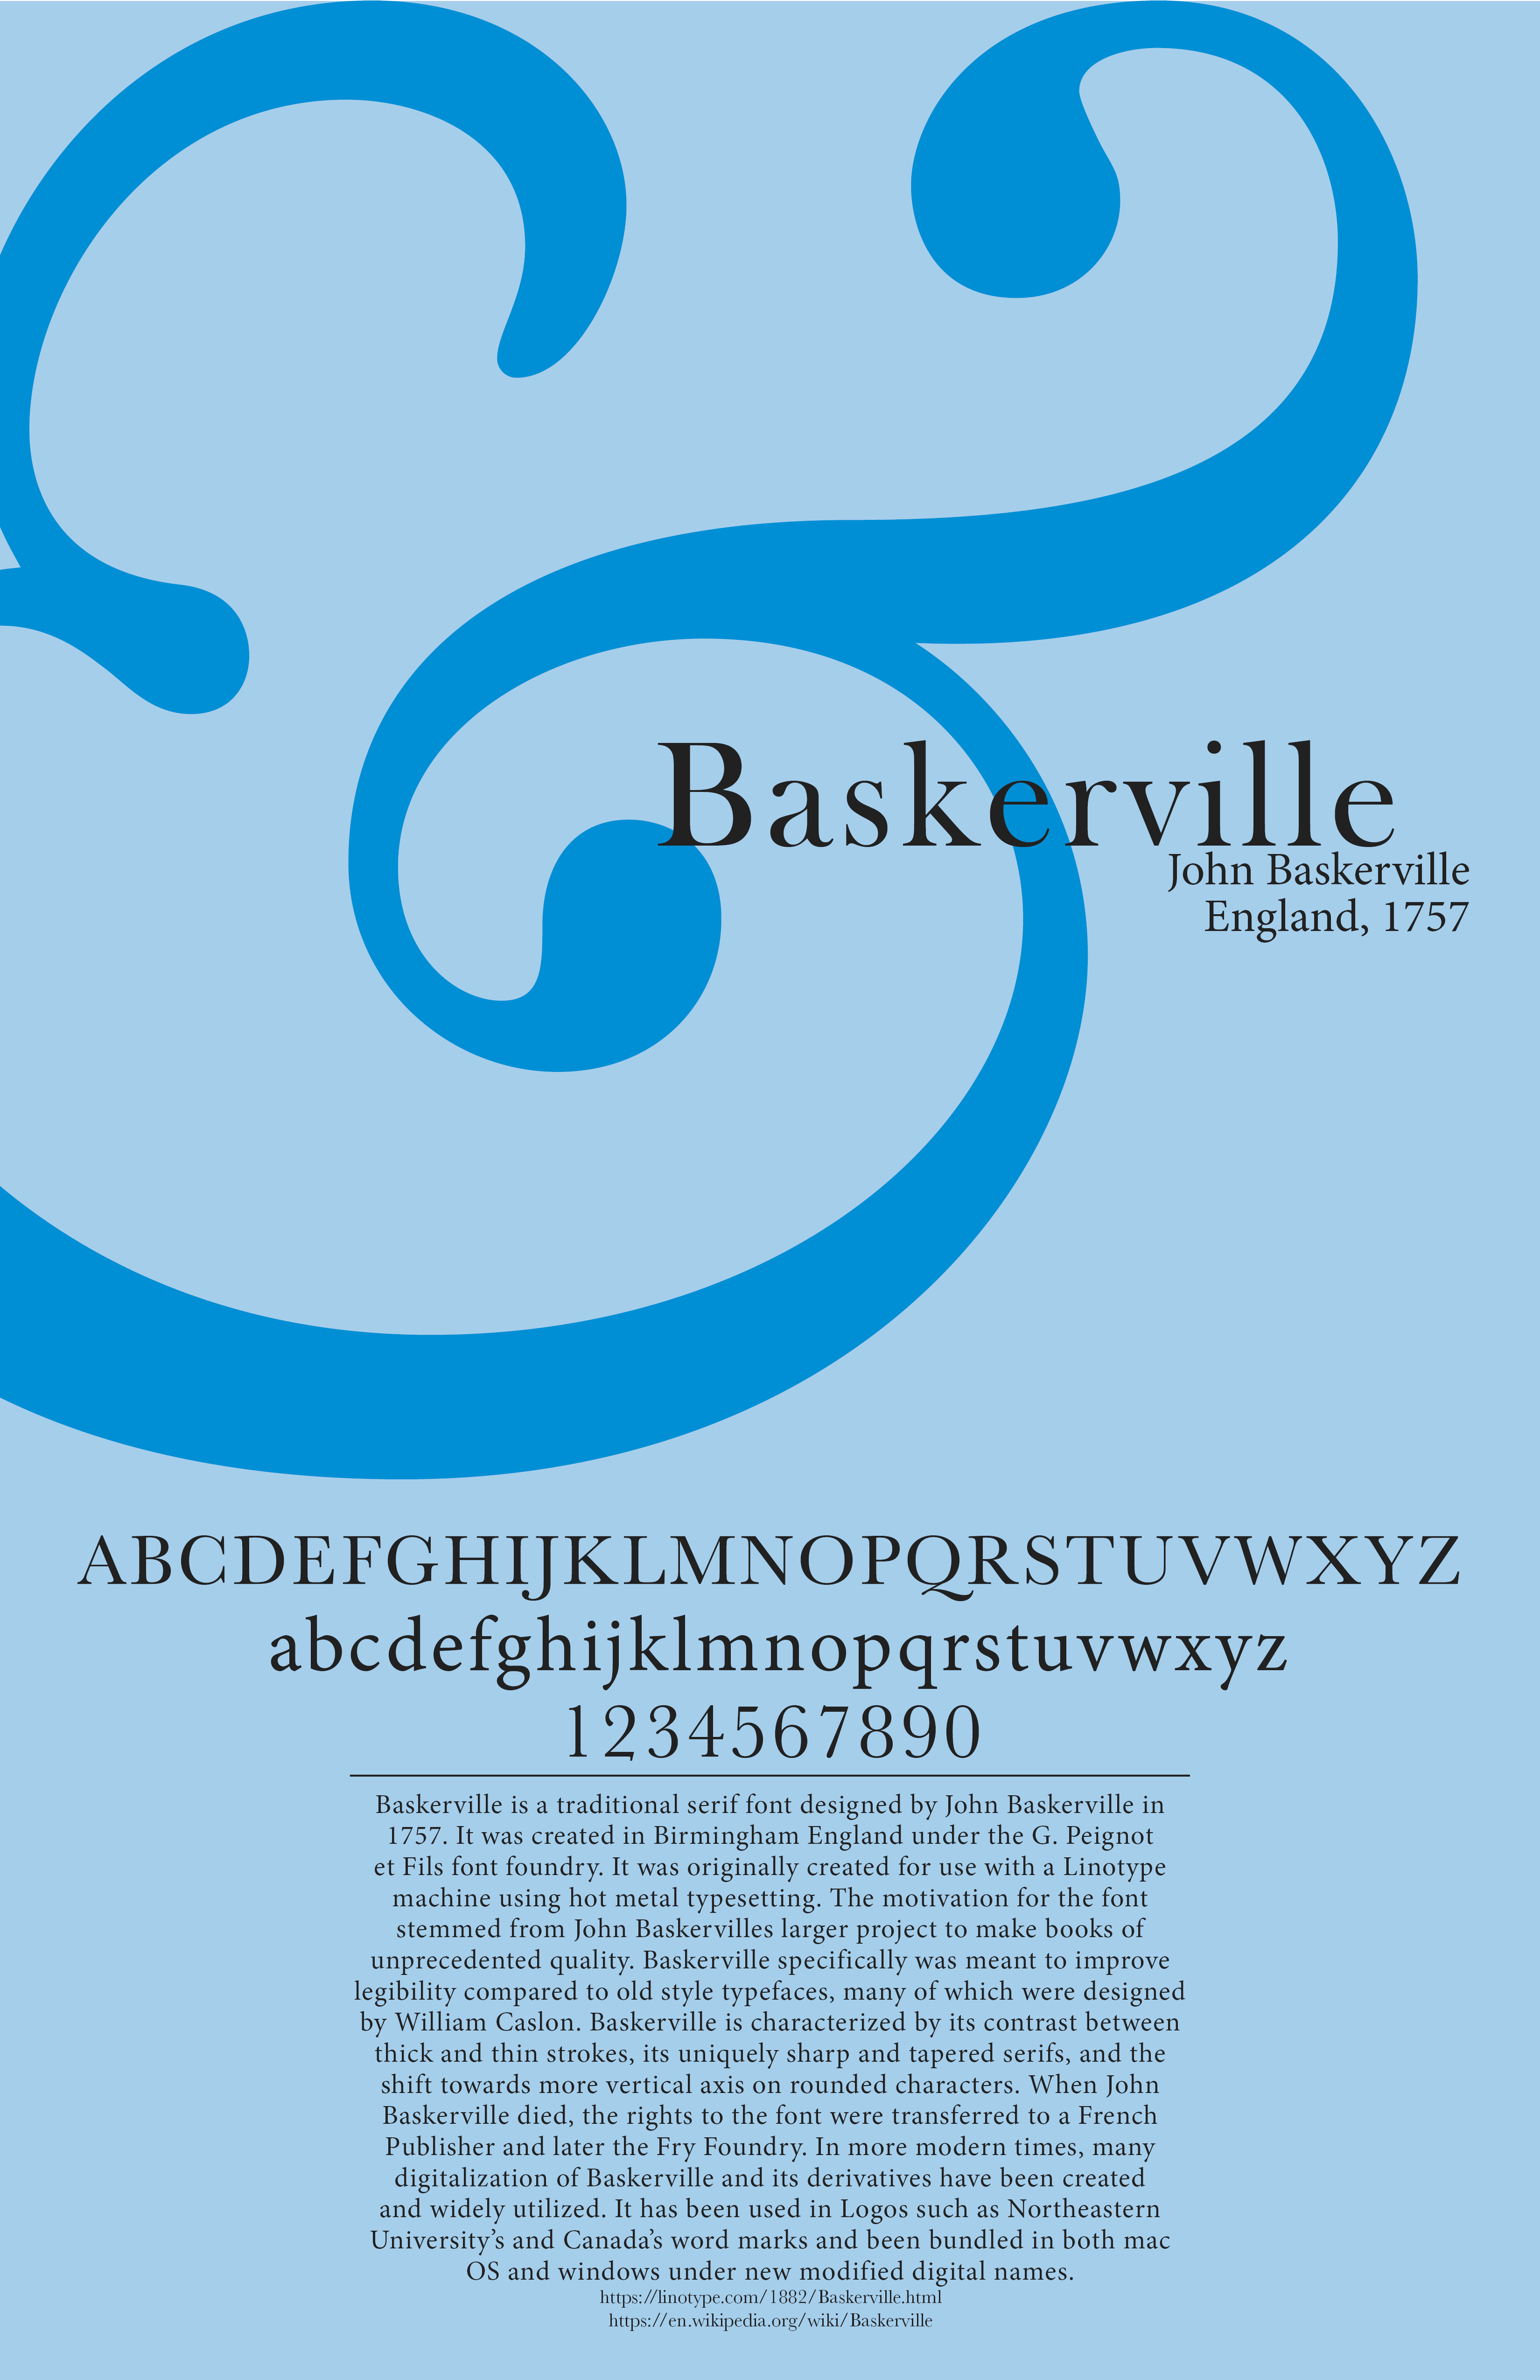 &
Baskerville
John Baskerville
England, 1757
ABCDEFGHIJKLMNOPQRSTUVWXYZ
abcdefghijklmnopqrstuvwxyz
1234567890
Baskerville is a traditional serif font designed by John Baskerville in
1757. It was created in Birmingham England under the G. Peignot
et Fils font foundry. It was originally created for use with a Linotype
machine using hot metal typesetting. The motivation for the font
stemmed from John Baskervilles larger project to make books of
unprecedented quality. Baskerville specifically was meant to improve
legibility compared to old style typefaces, many of which were designed
by William Caslon. Baskerville is characterized by its contrast between
thick and thin strokes, its uniquely sharp and tapered serifs, and the
shift towards more vertical axis on rounded characters. When John
Baskerville died, the rights to the font were transferred to a French
Publisher and later the Fry Foundry. In more modern times, many
digitalization of Baskerville and its derivatives have been created
and widely utilized. It has been used in Logos such as Northeastern
University’s and Canada’s word marks and been bundled in both mac
OS and windows under new modified digital names.
https://linotype.com/1882/Baskerville.html
https://en.wikipedia.org/wiki/Baskerville